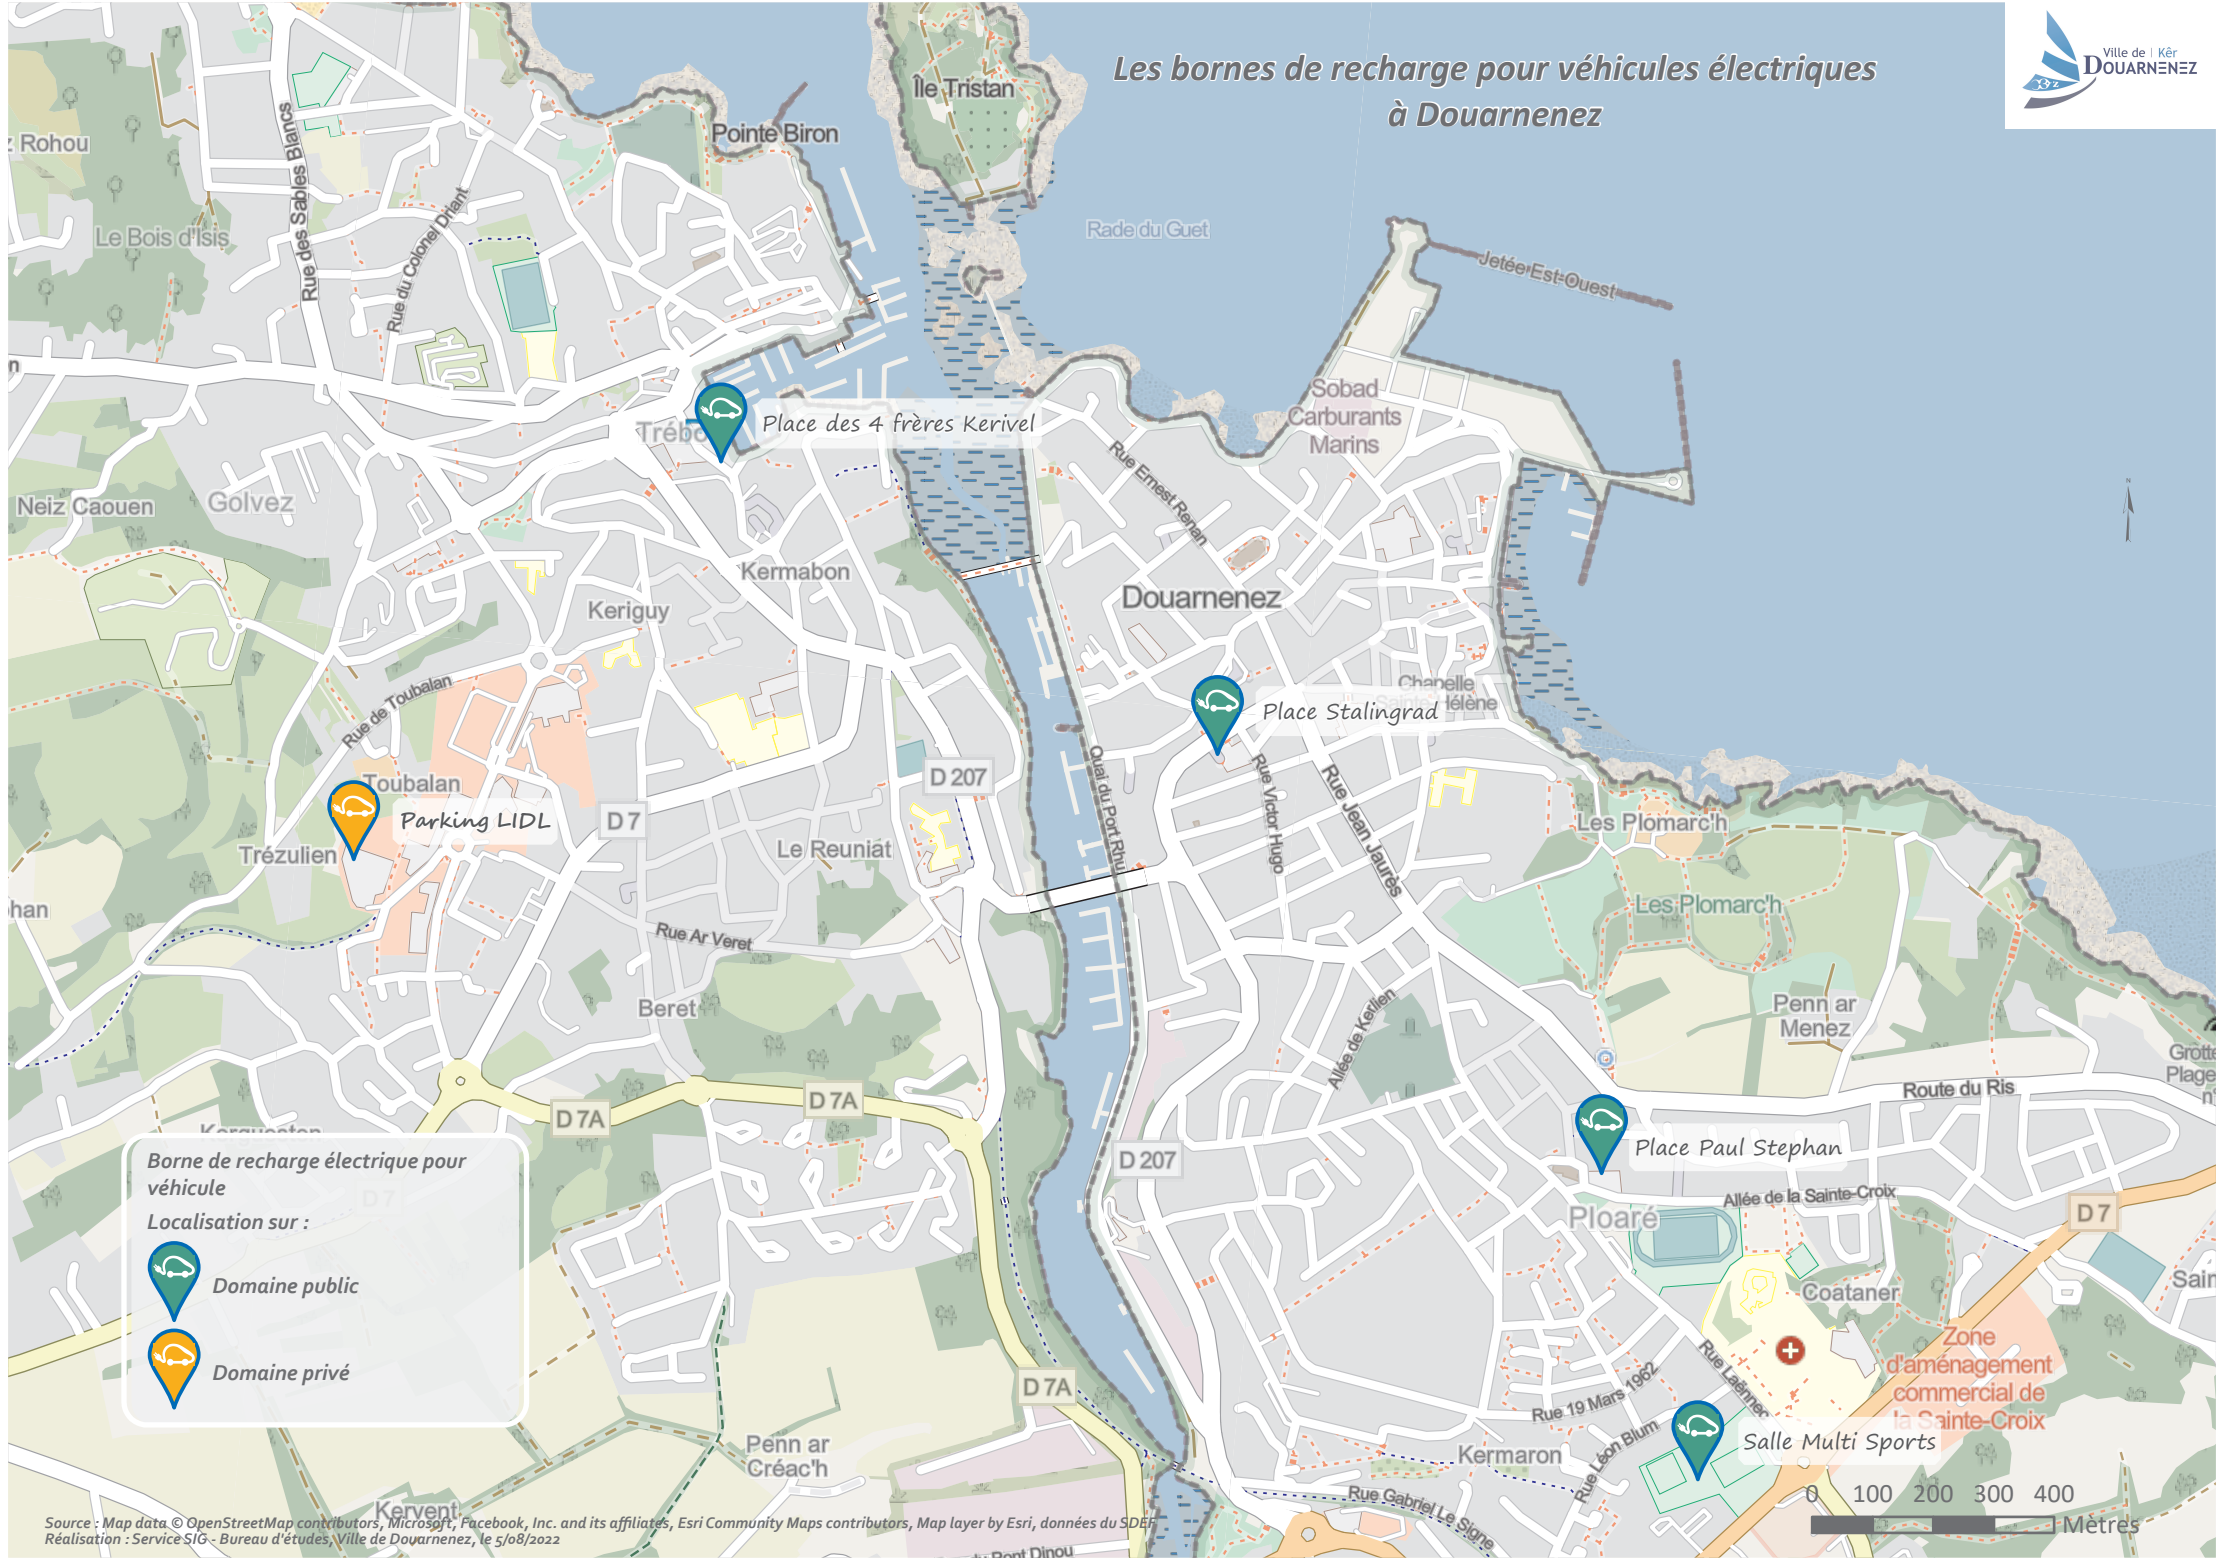 Les bornes de recharge pour véhicules électriques
à Douarnenez
Ville de | Kêr
DOUARNENEZ
Île Tristan
Pointe Biron
Rohou
Rade du Guet
Le Bois d'Isis
Rue des Sables Blancs
Rue du Colonel Driant
Jetée Est-Ouest
Sobad
Carburants
Marins
Place des 4 frères Kerivel
Rue Ernest Renan
Neiz Caouen
Golvez
N
Kermabon
Keriguy
Douarnenez
Rue de Toubalan
Chapelle
Sainte-Hélène
Place Stalingrad
Toubalan
D 207
Parking LIDL
D 7
Quai du Port Rhu
Rue Victor Hugo
Rue Jean Jaurès
Les Plomarc'h
Trézulien
Le Reuniat
Les Plomarc'h
Rue Ar Veret
Beret
Allée de Kerlien
Penn ar
Menez
Route du Ris
D 7A
D 7A
Place Paul Stephan
D 207
Allée de la Sainte-Croix
Ploaré
D 7
D 7
Borne de recharge électrique pour
véhicule
Localisation sur :
Domaine public
Domaine privé
Coataner
Zone
d'aménagement
commercial de
la Sainte-Croix
Rue Laënnec
Rue 19 Mars 1962
Rue Léon Blum
D 7A
Salle Multi Sports
Kermaron
Penn ar
Créac'h
Rue Gabriel Le Signe
Kervent
0 100 200 300 400
Mètres
Source : Map data © OpenStreetMap contributors, Microsoft, Facebook, Inc. and its affiliates, Esri Community Maps contributors, Map layer by Esri, données du SDEF
Réalisation : Service SIG - Bureau d'études, Ville de Douarnenez, le 5/08/2022